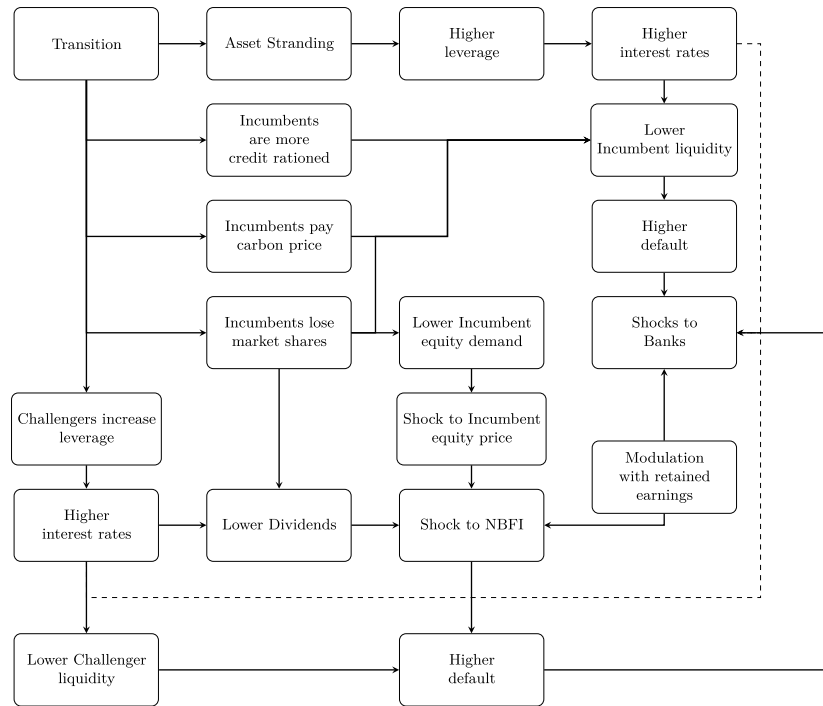 Transition
Asset Stranding
Higher
leverage
Higher
interest rates
Incumbents
are more
credit rationed
Lower
Incumbent liquidity
Incumbents pay
carbon price
Higher
default
Incumbents lose
market shares
Lower Incumbent
equity demand
Shocks to
Banks
Challengers increase
leverage
Shock to Incumbent
equity price
Modulation
with retained
earnings
Higher
interest rates
Lower Dividends
Shock to NBFI
Lower Challenger
liquidity
Higher
default